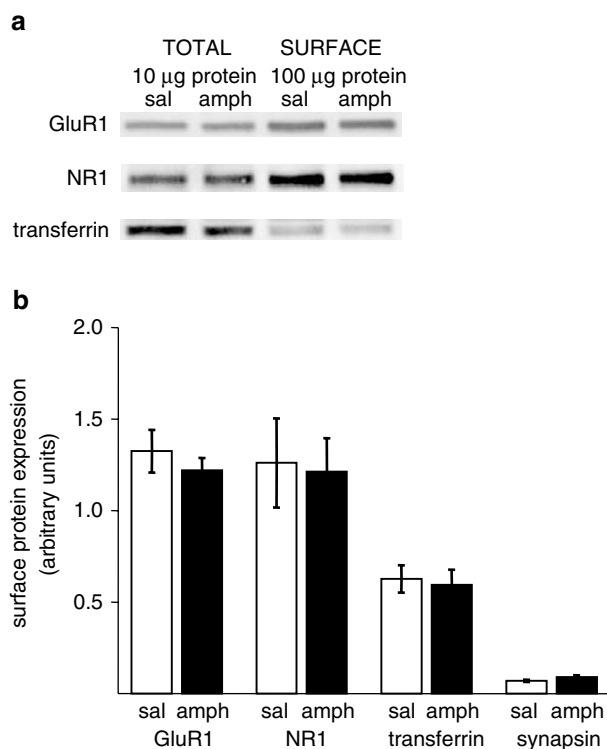 a
TOTAL SURFACE
10 μg protein 100 μg protein
sal amph sal amph
GluR1
NR1
transferrin
b
surface protein expression
(arbitrary units)
2.0
1.5
1.0
0.5
sal amph sal amph sal amph sal amph
GluR1 NR1 transferrin synapsin